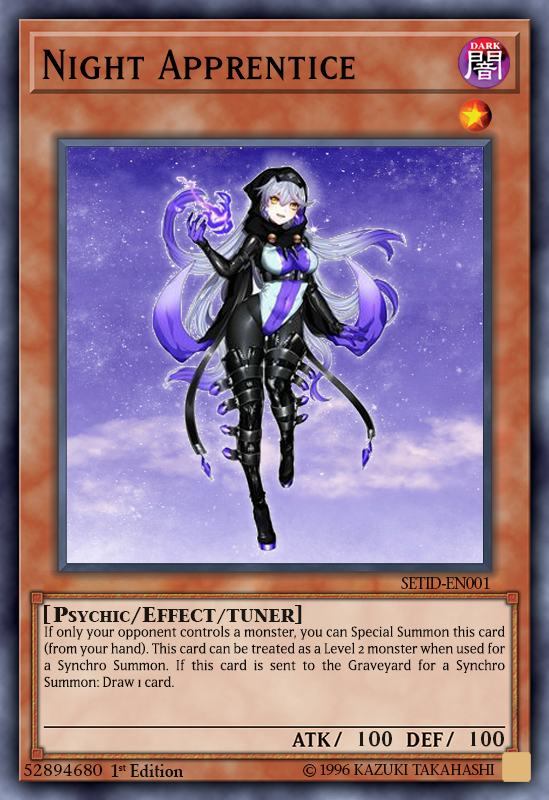 Night Apprentice
DARK
闇
SETID-EN001
[Psychic/Effect/tuner]
If only your opponent controls a monster, you can Special Summon this card
(from your hand). This card can be treated as a Level 2 monster when used for
a Synchro Summon. If this card is sent to the Graveyard for a Synchro
Summon: Draw 1 card.
ATK/ 100 DEF/ 100
52894680 1st Edition © 1996 KAZUKI TAKAHASHI